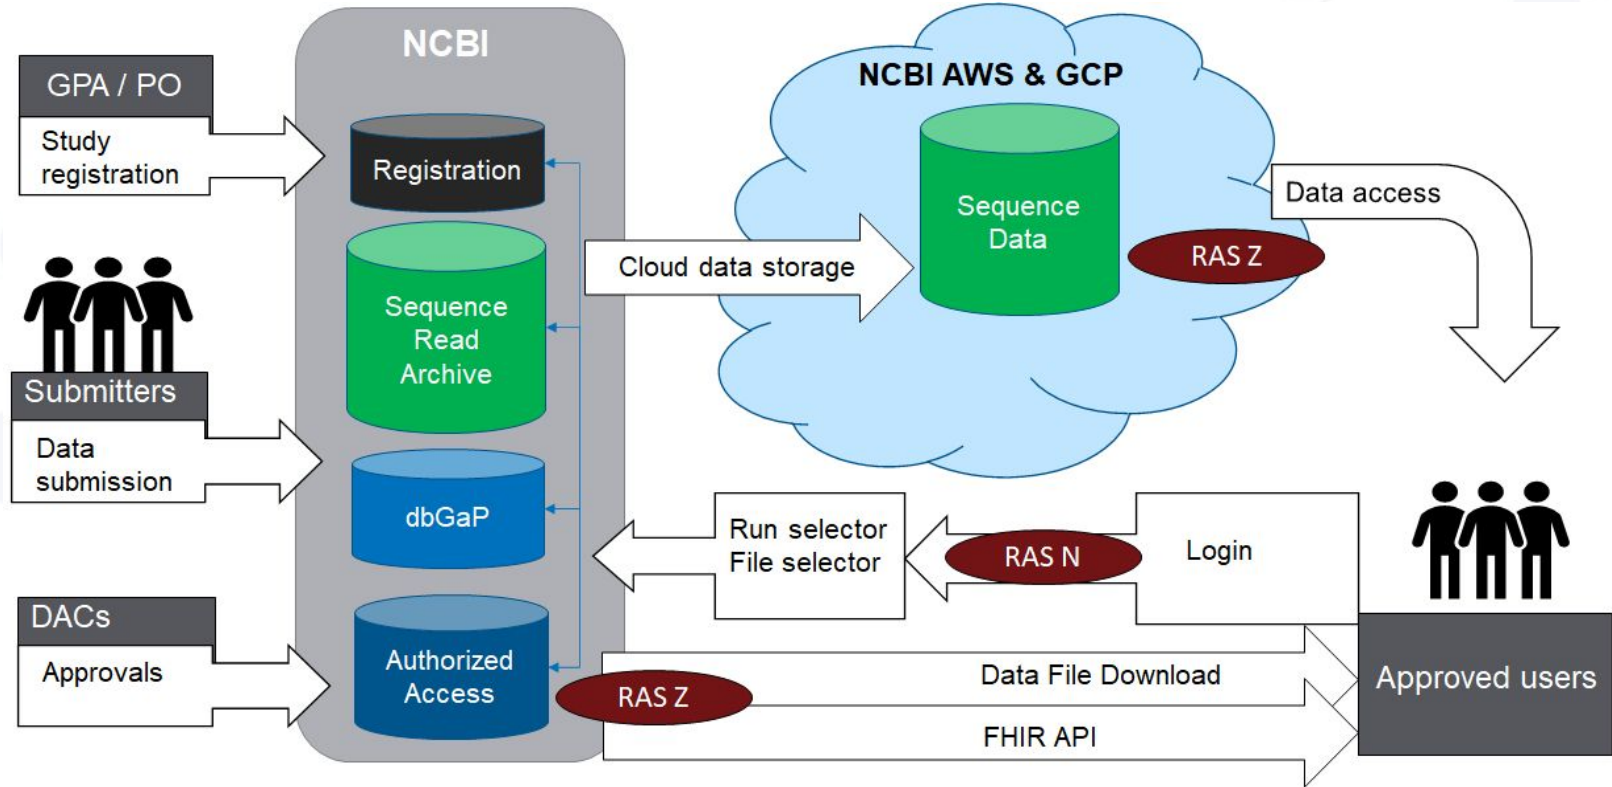 NCBI
GPA / PO
Study
registration
Registration
Sequence
Read
Archive
Submitters
Data
submission
dbGaP
DACs
Approvals
Authorized
Access
Cloud data storage
NCBI AWS & GCP
Sequence
Data
RAS Z
Data access
Run selector
File selector
RAS N
Login
RAS Z
Data File Download
FHIR API
Approved users